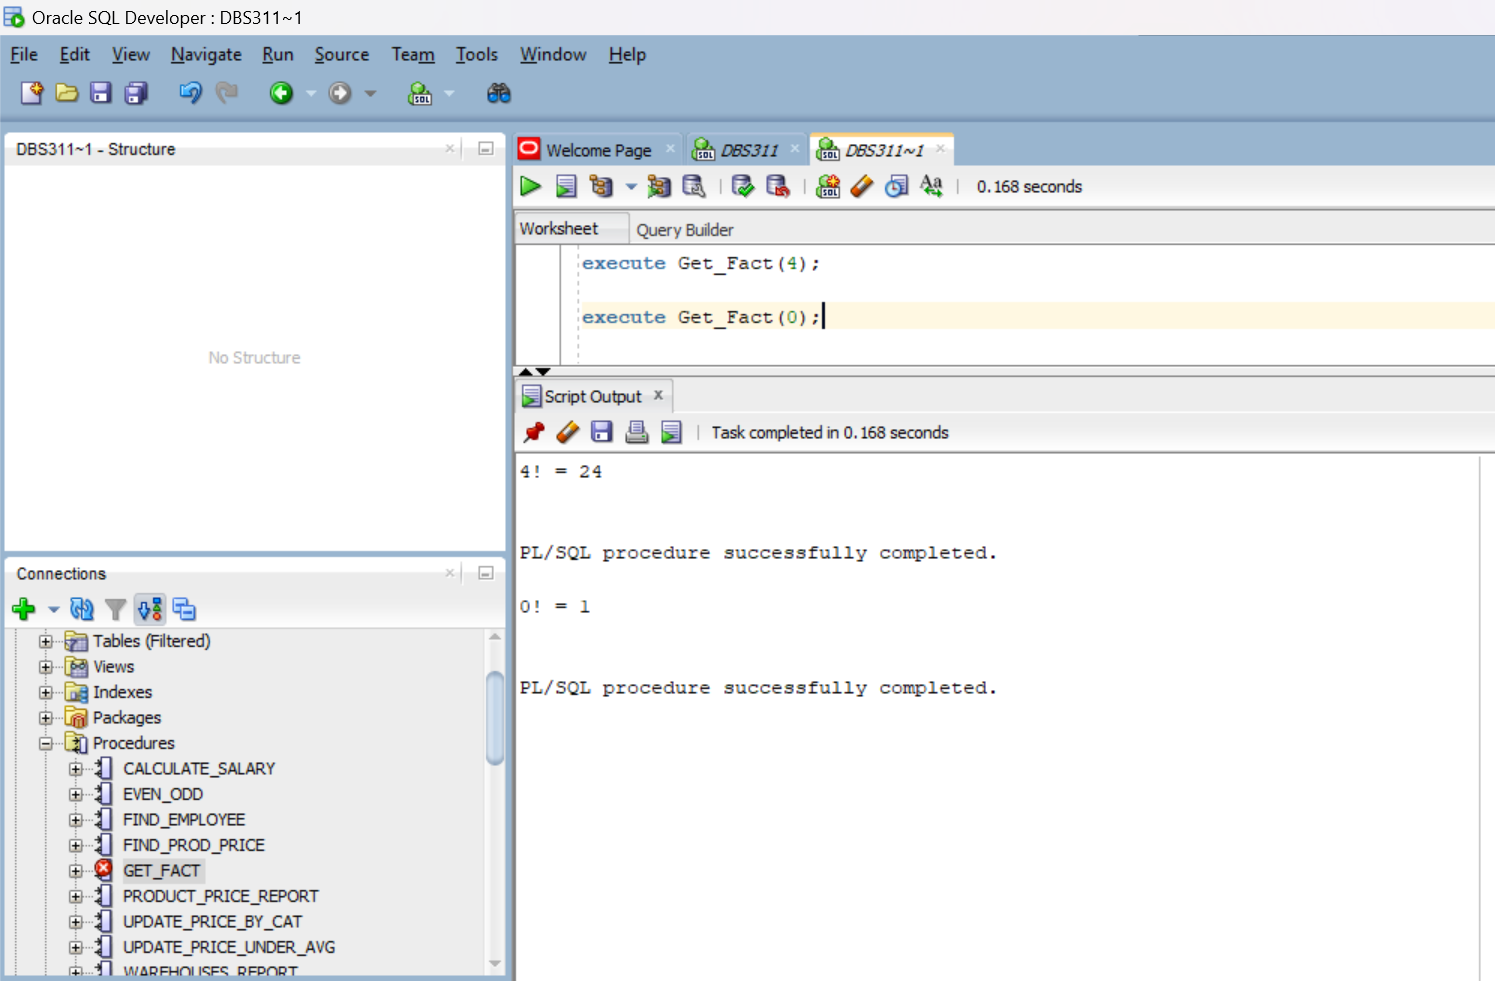 Oracle SQL Developer : DBS311~1
File Edit View Navigate Run Source Team Tools Window Help
DBS311~1 - Structure
No Structure
Connections
Tables (Filtered)
Views
Indexes
Packages
Procedures
CALCULATE_SALARY
EVEN_ODD
FIND_EMPLOYEE
FIND_PROD_PRICE
GET_FACT
PRODUCT_PRICE_REPORT
UPDATE_PRICE_BY_CAT
UPDATE_PRICE_UNDER_AVG
WAREHOUSES_REPORT
Welcome Page DBS311 DBS311~1
0.168 seconds
Worksheet Query Builder
execute Get_Fact(4);
execute Get_Fact(0);
Script Output
Task completed in 0.168 seconds
4! = 24
PL/SQL procedure successfully completed.
0! = 1
PL/SQL procedure successfully completed.